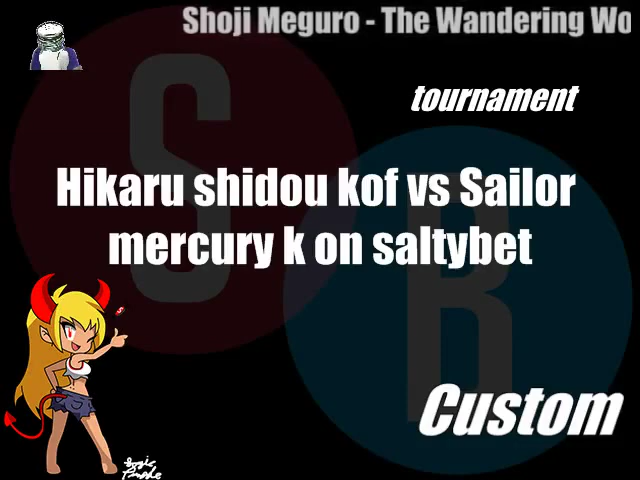 Shoji Meguro - The Wandering Wo
tournament
Hikaru shidou kof vs Sailor
mercury k on saltybet
S
B
Custom